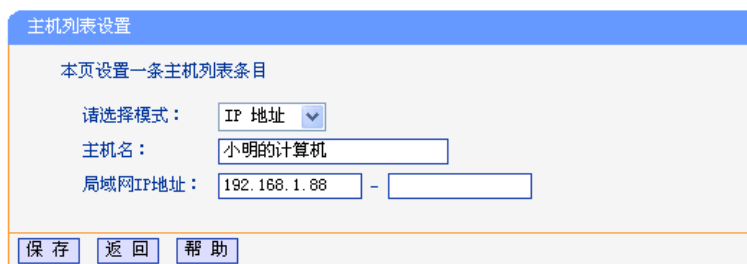 主机列表设置
本页设置一条主机列表条目
请选择模式： IP 地址
主机名： 小明的计算机
局域网IP地址： 192.168.1.88 -
保 存 返 回 帮 助